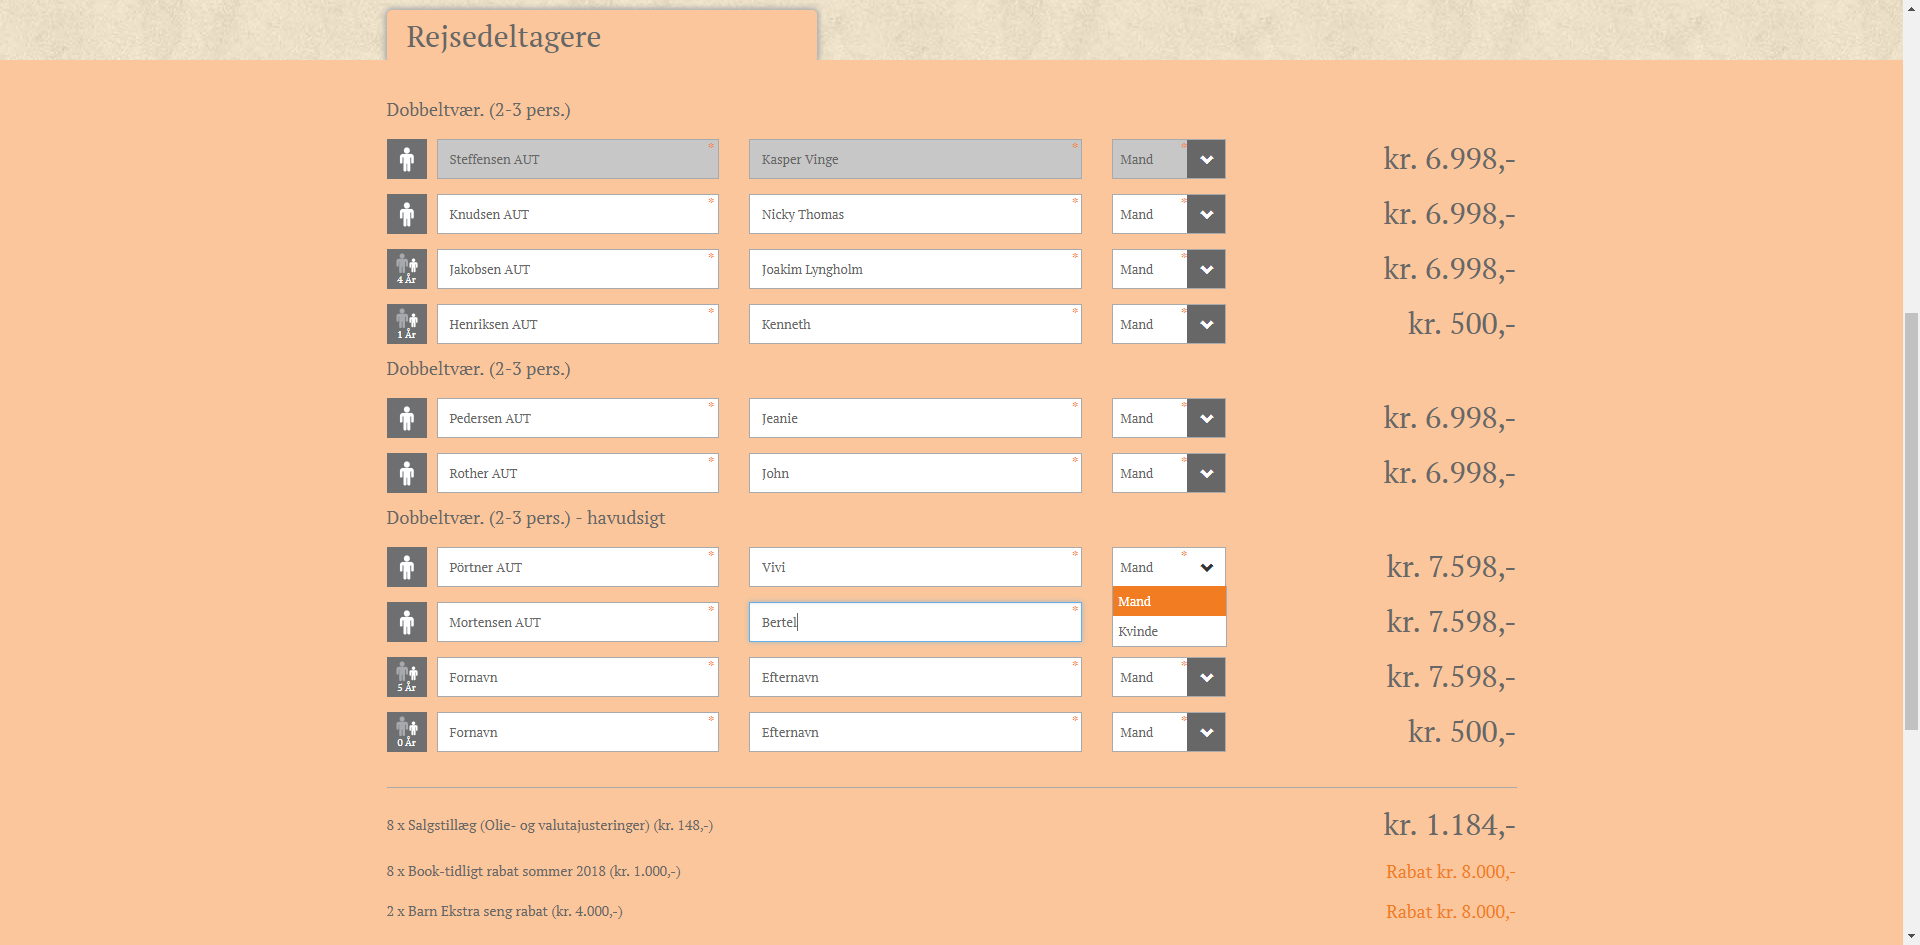 Rejsedeltagere
Dobbeltvær. (2-3 pers.)
Steffensen AUT * Kasper Vinge * Mand * kr. 6.998,-
Knudsen AUT * Nicky Thomas * Mand * kr. 6.998,-
4 År Jakobsen AUT * Joakim Lyngholm * Mand * kr. 6.998,-
1 År Henriksen AUT * Kenneth * Mand * kr. 500,-
Dobbeltvær. (2-3 pers.)
Pedersen AUT * Jeanie * Mand * kr. 6.998,-
Rother AUT * John * Mand * kr. 6.998,-
Dobbeltvær. (2-3 pers.) - havudsigt
Pörtner AUT * Vivi * Mand * kr. 7.598,-
Mand
Mortensen AUT * Bertel * kr. 7.598,-
Kvinde
5 År Fornavn * Efternavn * Mand * kr. 7.598,-
0 År Fornavn * Efternavn * Mand * kr. 500,-
8 x Salgstillæg (Olie- og valutajusteringer) (kr. 148,-) kr. 1.184,-
8 x Book-tidligt rabat sommer 2018 (kr. 1.000,-) Rabat kr. 8.000,-
2 x Barn Ekstra seng rabat (kr. 4.000,-) Rabat kr. 8.000,-